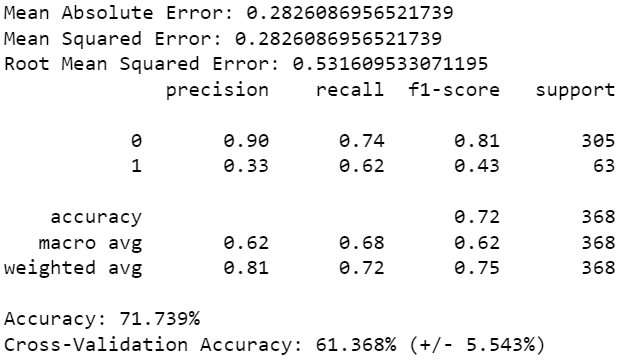 Mean Absolute Error: 0.2826086956521739
Mean Squared Error: 0.2826086956521739
Root Mean Squared Error: 0.531609533071195
precision recall f1-score support
0 0.90 0.74 0.81 305
1 0.33 0.62 0.43 63
accuracy 0.72 368
macro avg 0.62 0.68 0.62 368
weighted avg 0.81 0.72 0.75 368
Accuracy: 71.739%
Cross-Validation Accuracy: 61.368% (+/- 5.543%)